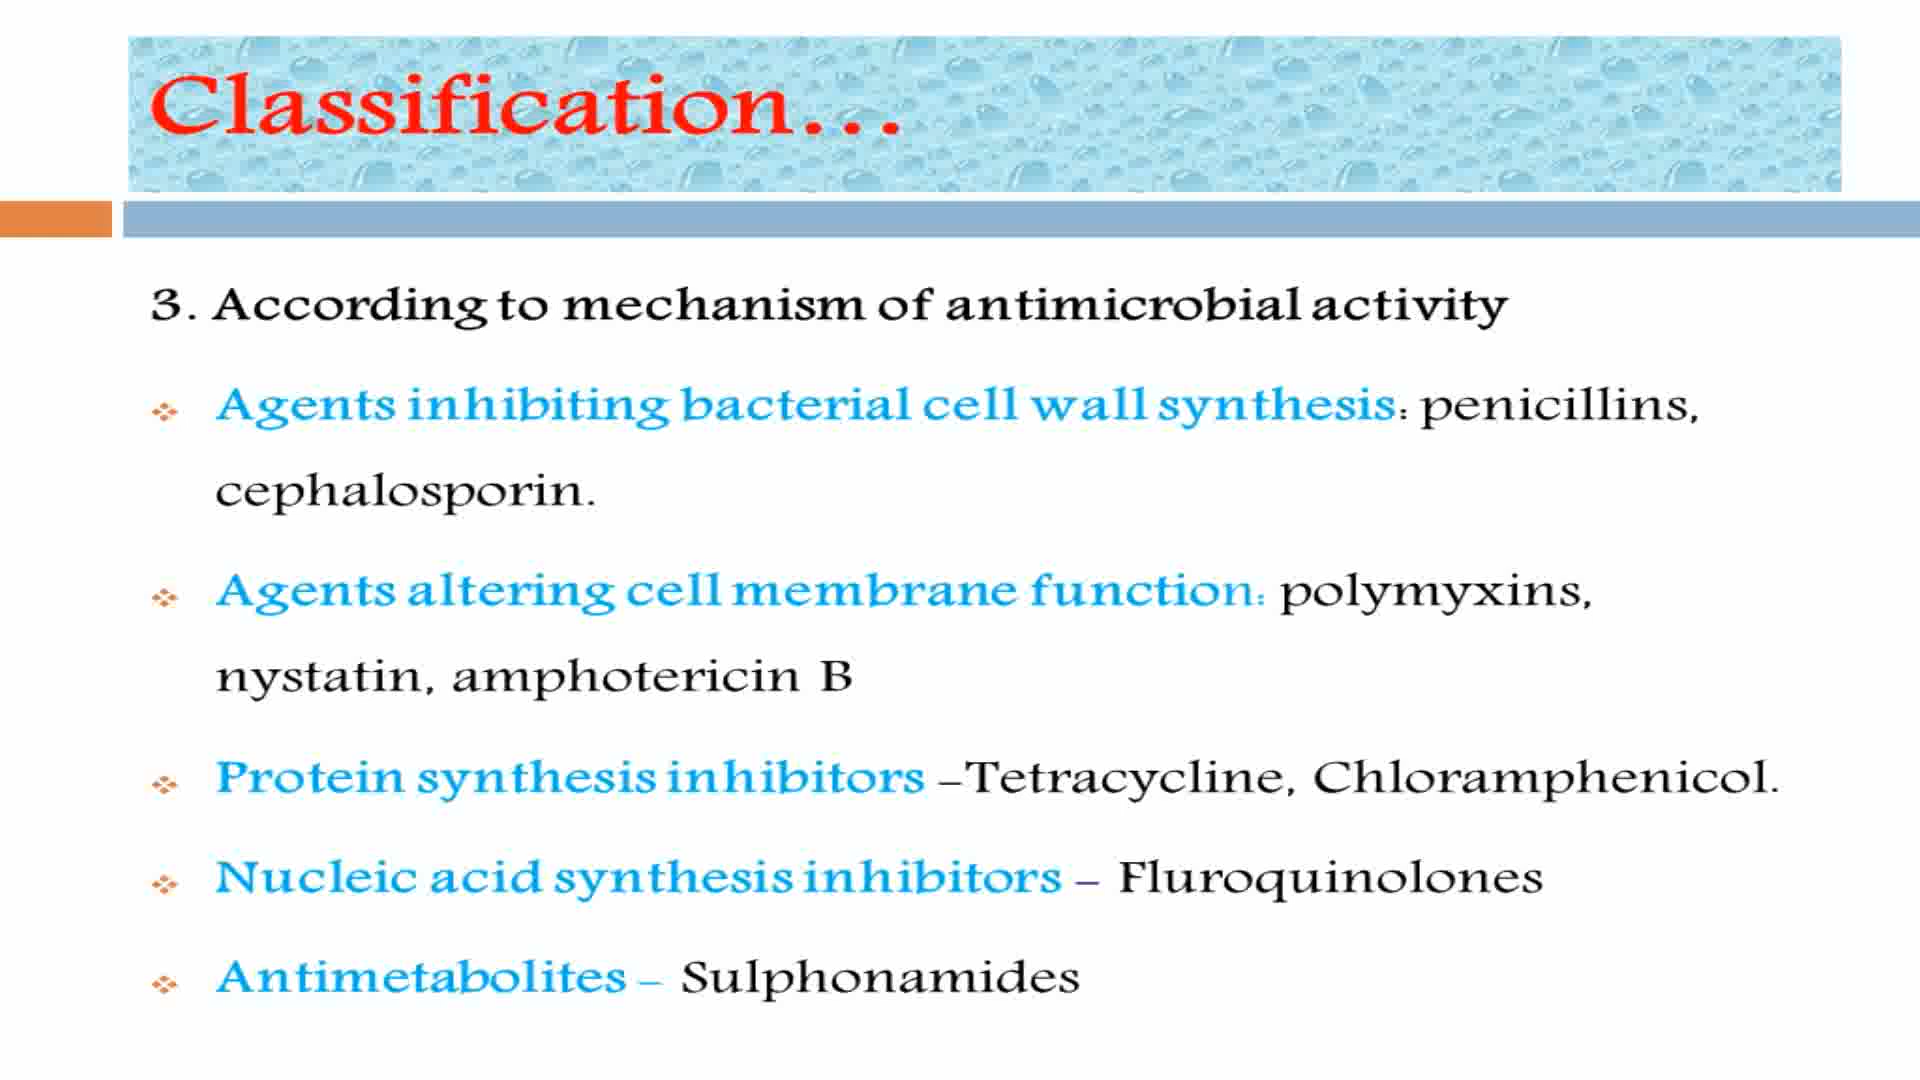 Classification...
3. According to mechanism of antimicrobial activity
❖ Agents inhibiting bacterial cell wall synthesis: penicillins,
cephalosporin.
❖ Agents altering cell membrane function: polymyxins,
nystatin, amphotericin B
❖ Protein synthesis inhibitors –Tetracycline, Chloramphenicol.
❖ Nucleic acid synthesis inhibitors – Fluroquinolones
❖ Antimetabolites – Sulphonamides